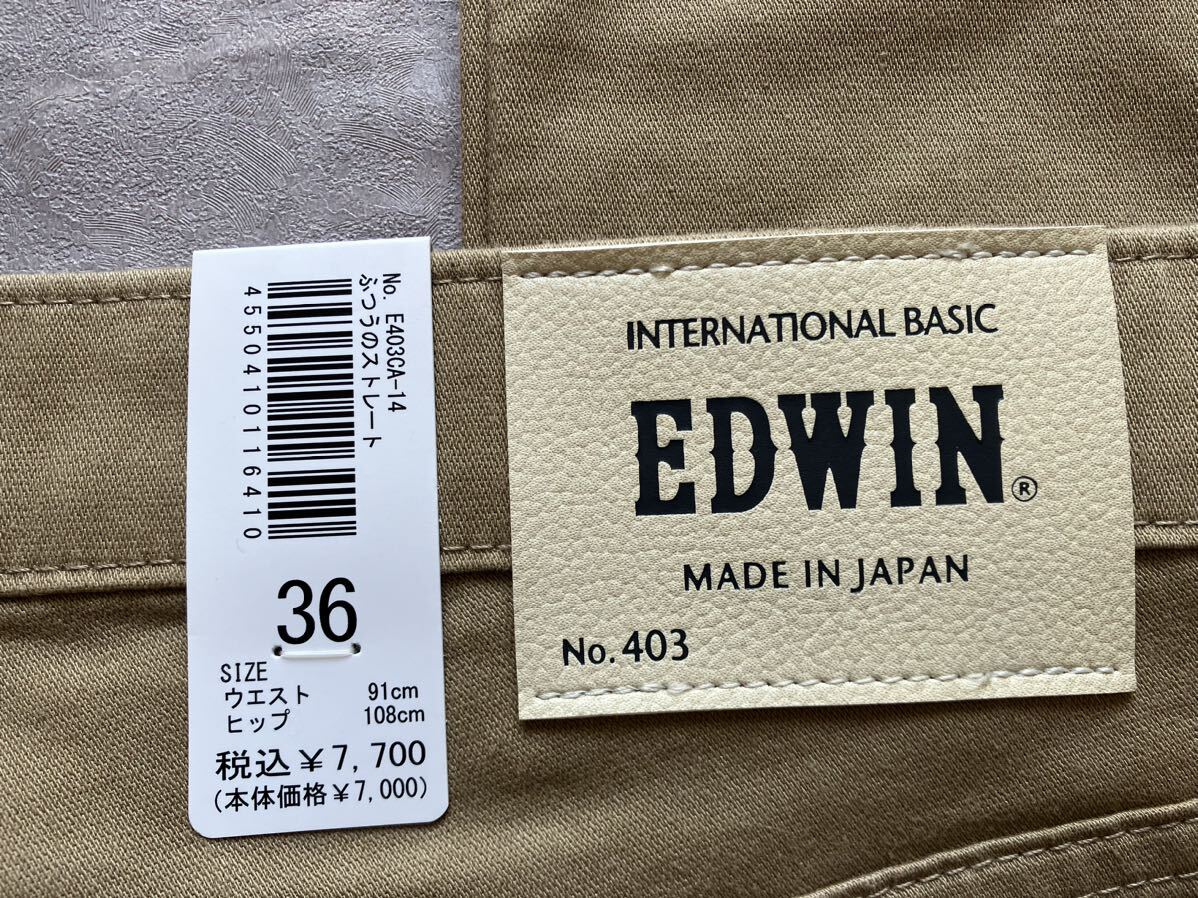 No. E403CA-14
ふつうのストレート
4550410116410
36
SIZE
ウエスト 91cm
ヒップ 108cm
税込￥7,700
(本体価格￥7,000)
INTERNATIONAL BASIC
EDWIN®
MADE IN JAPAN
No. 403